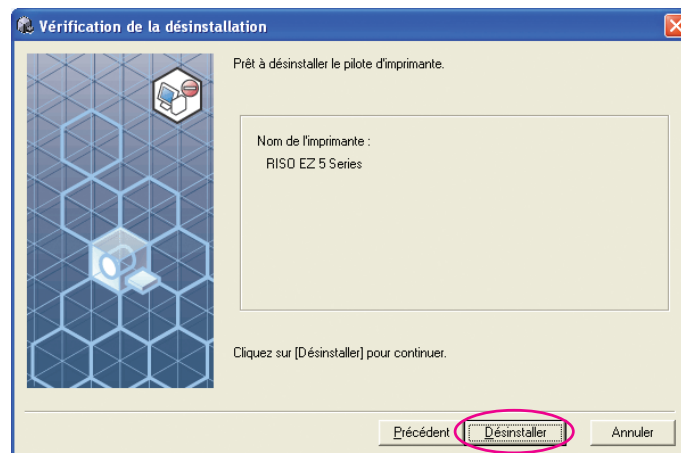 Vérification de la désinstallation
Prêt à désinstaller le pilote d'imprimante.
Nom de l'imprimante :
RISO EZ 5 Series
Cliquez sur [Désinstaller] pour continuer.
Précédent Désinstaller Annuler